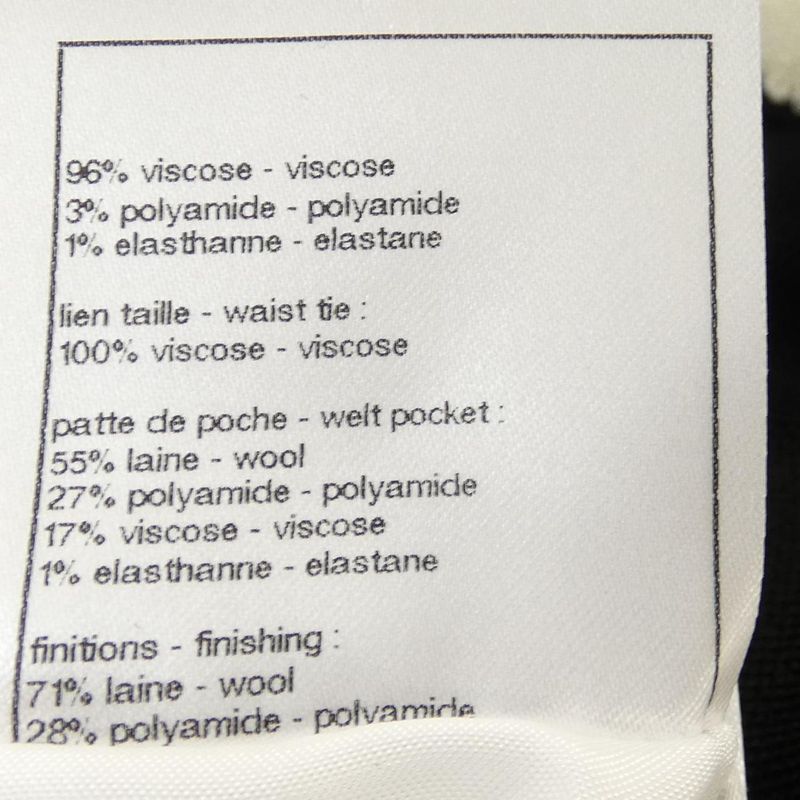 96% viscose - viscose
3% polyamide - polyamide
1% elasthanne - elastane
lien taille - waist tie :
100% viscose - viscose
patte de poche - welt pocket :
55% laine - wool
27% polyamide - polyamide
17% viscose - viscose
1% elasthanne - elastane
finitions - finishing :
71% laine - wool
28% polyamide - polyamide